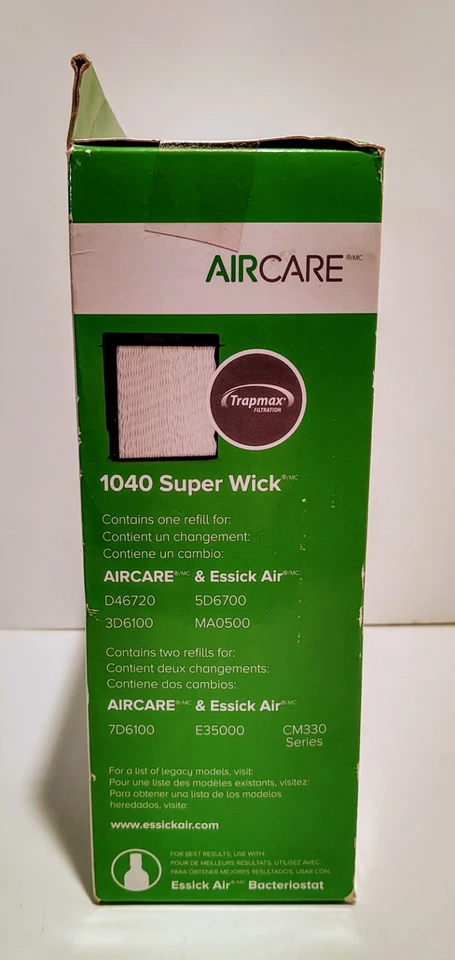 AIRCARE®/MC
Trapmax®
FILTRATION
1040 Super Wick®/MC
Contains one refill for:
Contient un changement:
Contiene un cambio:
AIRCARE®/MC & Essick Air®/MC
D46720 5D6700
3D6100 MA0500
Contains two refills for:
Contient deux changements:
Contiene dos cambios:
AIRCARE®/MC & Essick Air®/MC
7D6100 E35000 CM330
Series
For a list of legacy models, visit:
Pour une liste des modèles existants, visitez:
Para obtener una lista de los modelos
heredados, visite:
www.essickair.com
FOR BEST RESULTS, USE WITH:
POUR DE MEILLEURS RÉSULTATS, UTILISEZ AVEC
PARA OBTENER MEJORES RESULTADOS, USAR CON:
Essick Air®/MC Bacteriostat